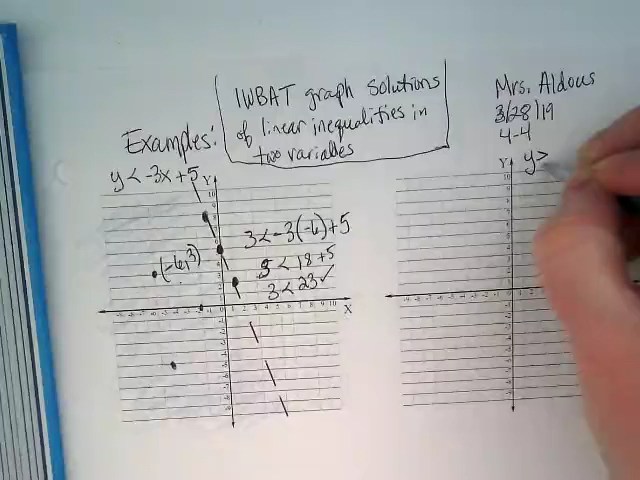 IWBAT graph solutions
of linear inequalities in
two variables
Mrs. Aldous
3/28/19
4-4
Examples:
y < -3x + 5
Y
(-6, 3)
3 < -3(-6) + 5
3 < 18 + 5
3 < 23 ✓
X
Y
y >